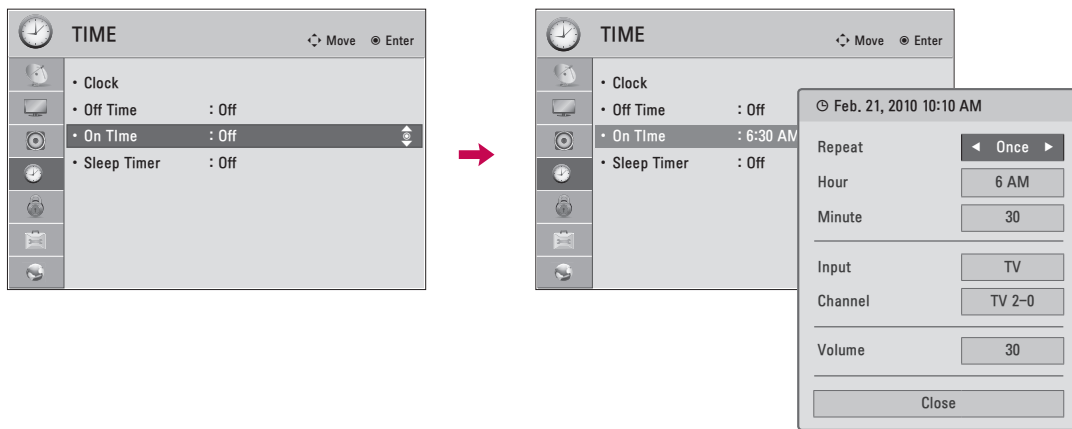 TIME
Move
Enter
• Clock
• Off Time : Off
• On TIme : Off
• Sleep Timer : Off
TIME
Move
Enter
• Clock
• Off Time : Off
• On TIme : 6:30 AM
• Sleep Timer : Off
Feb. 21, 2010 10:10 AM
Repeat ◀ Once ▶
Hour 6 AM
Minute 30
Input TV
Channel TV 2-0
Volume 30
Close